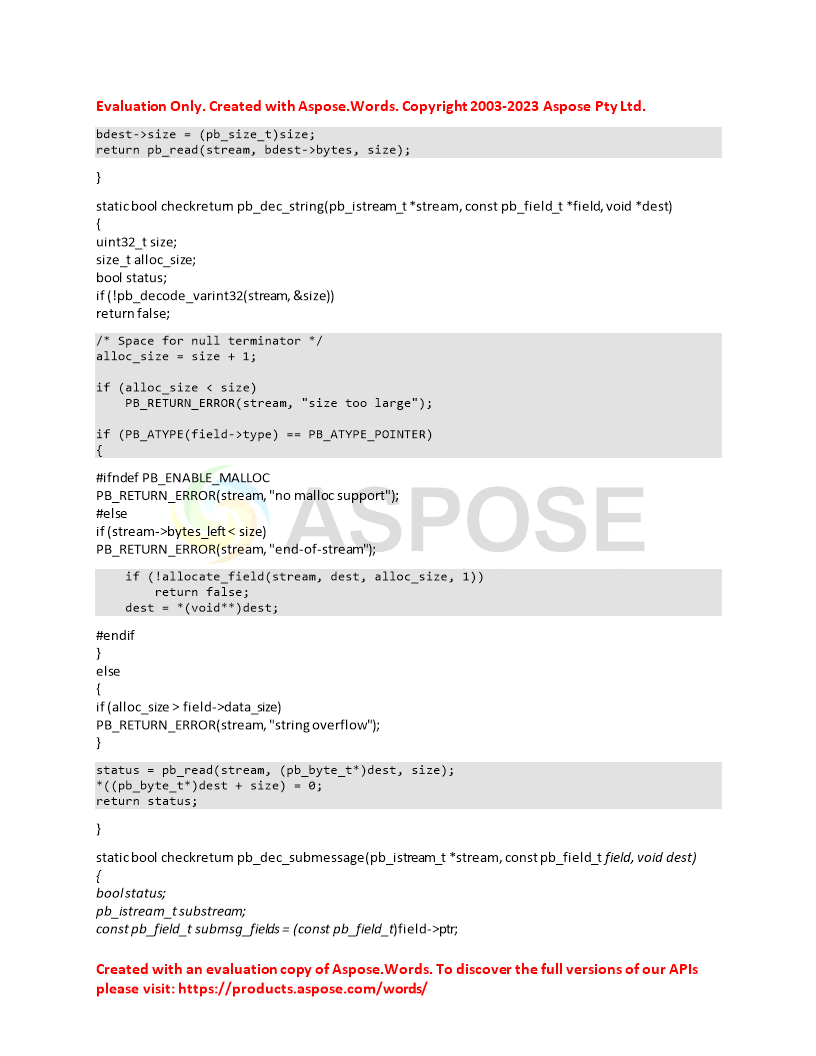 Evaluation Only. Created with Aspose.Words. Copyright 2003-2023 Aspose Pty Ltd.
bdest->size = (pb_size_t)size;
return pb_read(stream, bdest->bytes, size);
}
static bool checkreturn pb_dec_string(pb_istream_t *stream, const pb_field_t *field, void *dest)
{
uint32_t size;
size_t alloc_size;
bool status;
if (!pb_decode_varint32(stream, &size))
return false;
/* Space for null terminator */
alloc_size = size + 1;
if (alloc_size < size)
    PB_RETURN_ERROR(stream, "size too large");
if (PB_ATYPE(field->type) == PB_ATYPE_POINTER)
{
#ifndef PB_ENABLE_MALLOC
PB_RETURN_ERROR(stream, "no malloc support");
#else
if (stream->bytes_left < size)
PB_RETURN_ERROR(stream, "end-of-stream");
ASPOSE
    if (!allocate_field(stream, dest, alloc_size, 1))
        return false;
    dest = *(void**)dest;
#endif
}
else
{
if (alloc_size > field->data_size)
PB_RETURN_ERROR(stream, "string overflow");
}
status = pb_read(stream, (pb_byte_t*)dest, size);
*((pb_byte_t*)dest + size) = 0;
return status;
}
static bool checkreturn pb_dec_submessage(pb_istream_t *stream, const pb_field_t field, void dest)
{
bool status;
pb_istream_t substream;
const pb_field_t submsg_fields = (const pb_field_t)field->ptr;
Created with an evaluation copy of Aspose.Words. To discover the full versions of our APIs
please visit: https://products.aspose.com/words/